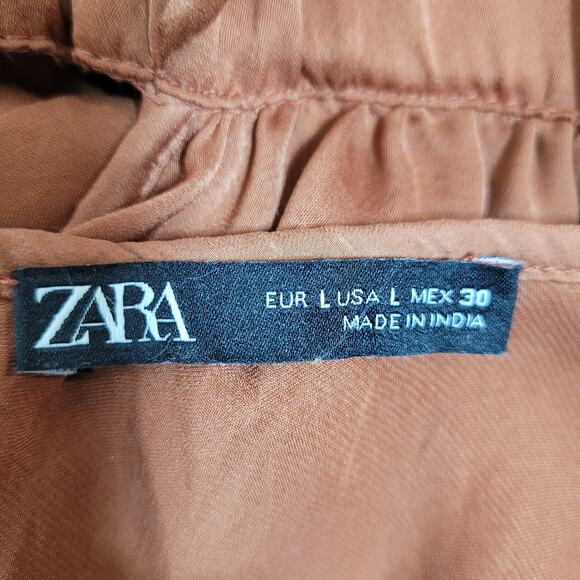 ZARA
EUR L USA L MEX 30
MADE IN INDIA